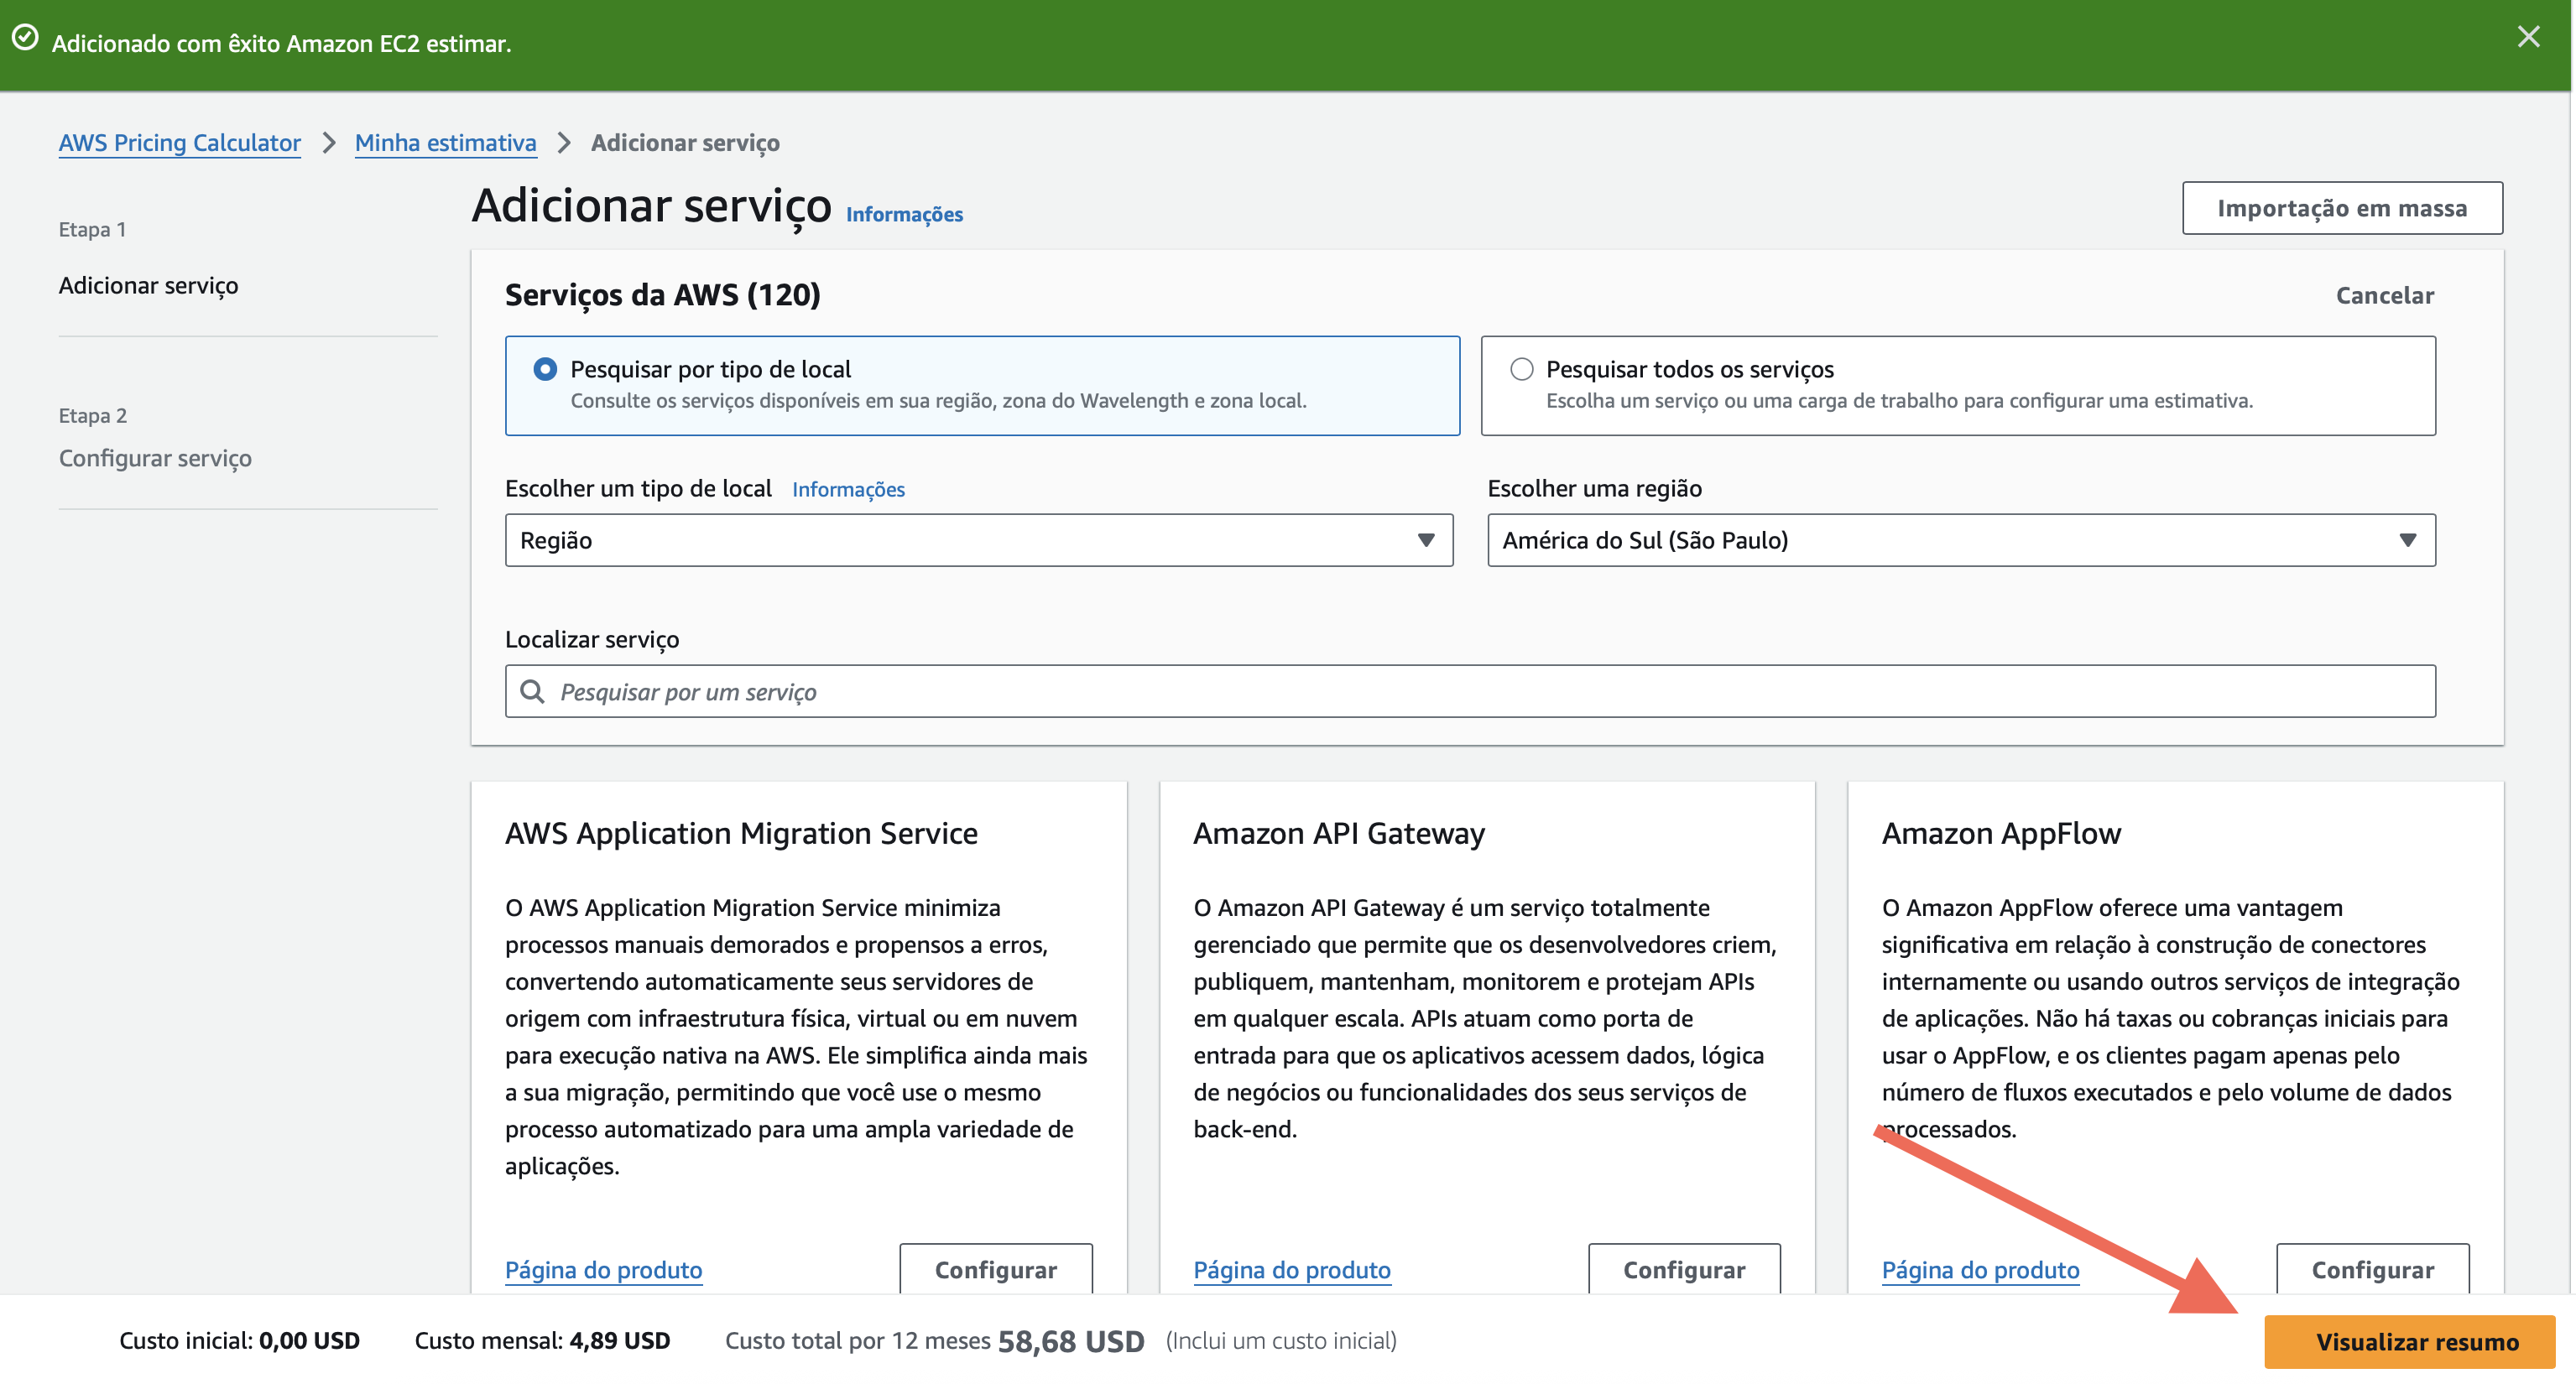 Adicionado com êxito Amazon EC2 estimar.
AWS Pricing Calculator > Minha estimativa > Adicionar serviço
Etapa 1
Adicionar serviço
Etapa 2
Configurar serviço
Adicionar serviço Informações
Importação em massa
Serviços da AWS (120)
Cancelar
Pesquisar por tipo de local
Consulte os serviços disponíveis em sua região, zona do Wavelength e zona local.
Pesquisar todos os serviços
Escolha um serviço ou uma carga de trabalho para configurar uma estimativa.
Escolher um tipo de local Informações
Região
Escolher uma região
América do Sul (São Paulo)
Localizar serviço
Pesquisar por um serviço
AWS Application Migration Service
O AWS Application Migration Service minimiza
processos manuais demorados e propensos a erros,
convertendo automaticamente seus servidores de
origem com infraestrutura física, virtual ou em nuvem
para execução nativa na AWS. Ele simplifica ainda mais
a sua migração, permitindo que você use o mesmo
processo automatizado para uma ampla variedade de
aplicações.
Página do produto
Configurar
Amazon API Gateway
O Amazon API Gateway é um serviço totalmente
gerenciado que permite que os desenvolvedores criem,
publiquem, mantenham, monitorem e protejam APIs
em qualquer escala. APIs atuam como porta de
entrada para que os aplicativos acessem dados, lógica
de negócios ou funcionalidades dos seus serviços de
back-end.
Página do produto
Configurar
Amazon AppFlow
O Amazon AppFlow oferece uma vantagem
significativa em relação à construção de conectores
internamente ou usando outros serviços de integração
de aplicações. Não há taxas ou cobranças iniciais para
usar o AppFlow, e os clientes pagam apenas pelo
número de fluxos executados e pelo volume de dados
processados.
Página do produto
Configurar
Custo inicial: 0,00 USD
Custo mensal: 4,89 USD
Custo total por 12 meses 58,68 USD (Inclui um custo inicial)
Visualizar resumo